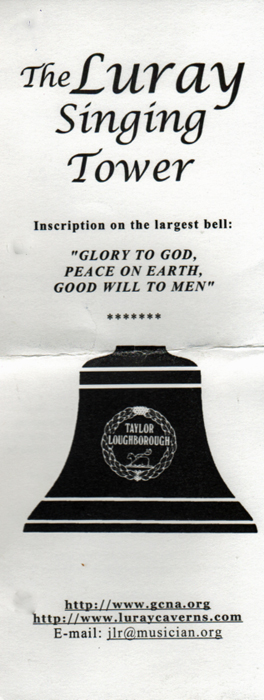 The Luray
Singing
Tower
Inscription on the largest bell:
"GLORY TO GOD,
PEACE ON EARTH,
GOOD WILL TO MEN"
*******
TAYLOR
LOUGHBOROUGH
http://www.gcna.org
http://www.luraycaverns.com
E-mail: jlr@musician.org